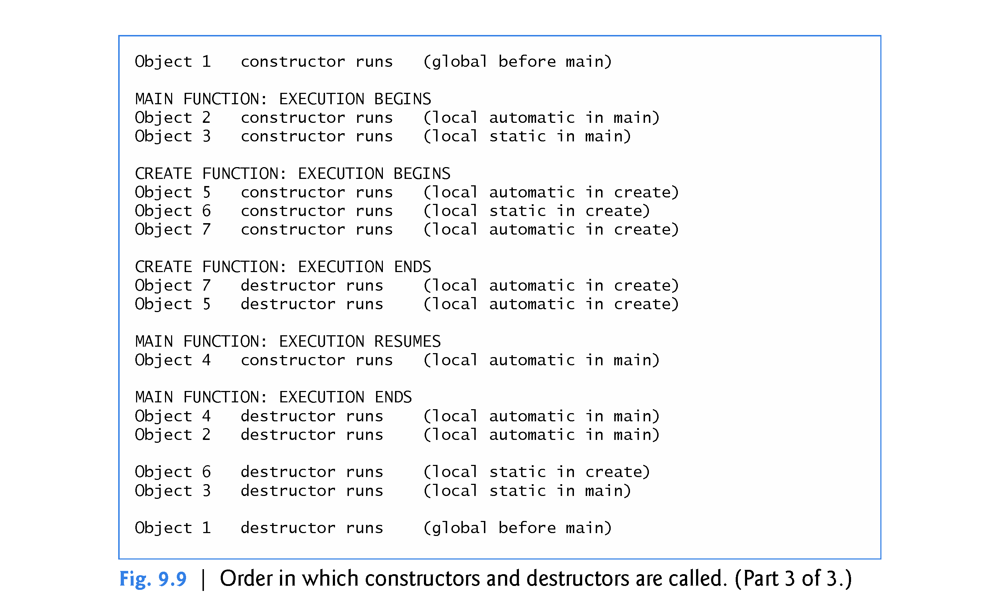 Object 1   constructor runs   (global before main)

MAIN FUNCTION: EXECUTION BEGINS
Object 2   constructor runs   (local automatic in main)
Object 3   constructor runs   (local static in main)

CREATE FUNCTION: EXECUTION BEGINS
Object 5   constructor runs   (local automatic in create)
Object 6   constructor runs   (local static in create)
Object 7   constructor runs   (local automatic in create)

CREATE FUNCTION: EXECUTION ENDS
Object 7   destructor runs    (local automatic in create)
Object 5   destructor runs    (local automatic in create)

MAIN FUNCTION: EXECUTION RESUMES
Object 4   constructor runs   (local automatic in main)

MAIN FUNCTION: EXECUTION ENDS
Object 4   destructor runs    (local automatic in main)
Object 2   destructor runs    (local automatic in main)

Object 6   destructor runs    (local static in create)
Object 3   destructor runs    (local static in main)

Object 1   destructor runs    (global before main)

Fig. 9.9 | Order in which constructors and destructors are called. (Part 3 of 3.)